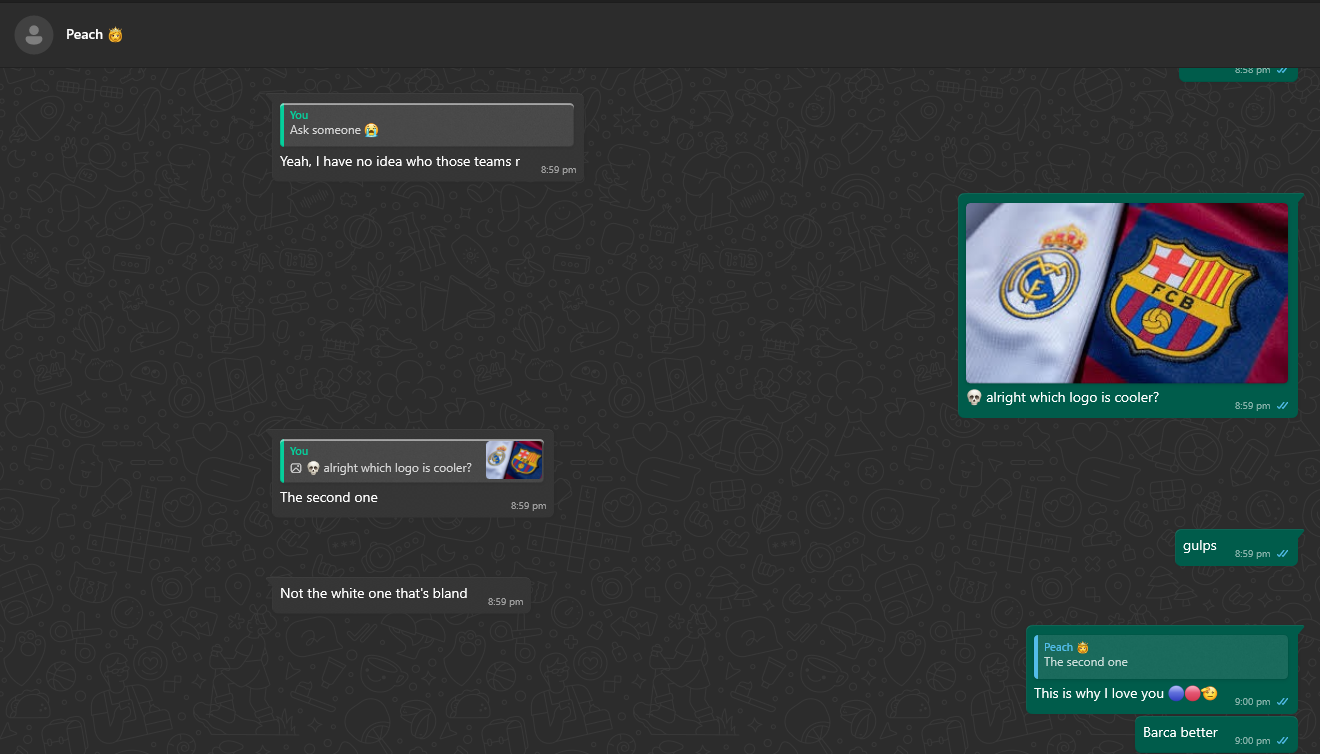 Peach 👸
8:58 pm
You
Ask someone 😭
Yeah, I have no idea who those teams r
8:59 pm
FCB
💀 alright which logo is cooler?
8:59 pm
You
💀 alright which logo is cooler?
The second one
8:59 pm
gulps
8:59 pm
Not the white one that's bland
8:59 pm
Peach 👸
The second one
This is why I love you 🔵🔴🫡
9:00 pm
Barca better
9:00 pm